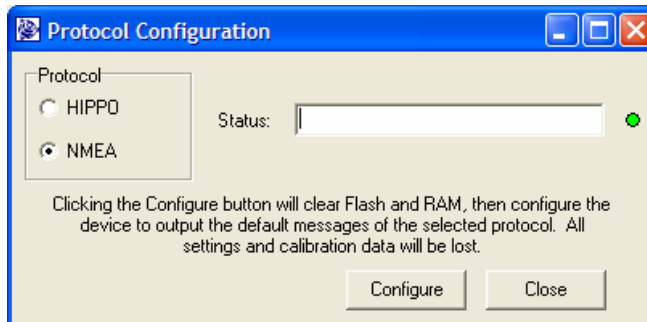 Protocol Configuration
Protocol
HIPPO
NMEA
Status:
Clicking the Configure button will clear Flash and RAM, then configure the
device to output the default messages of the selected protocol.  All
settings and calibration data will be lost.
Configure
Close